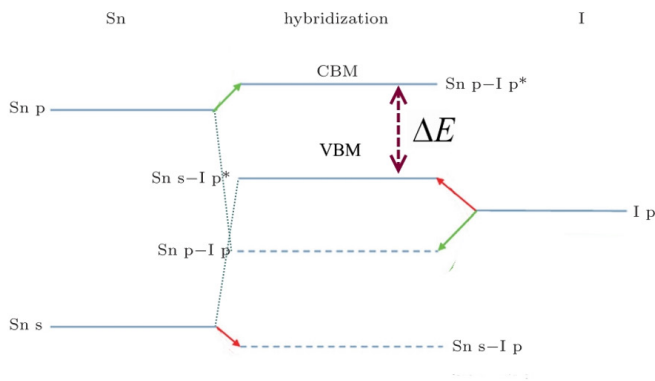 Sn hybridization I
CBM Sn p−I p*
Sn p
ΔE
VBM
Sn s−I p*
I p
Sn p−I p
Sn s
Sn s−I p